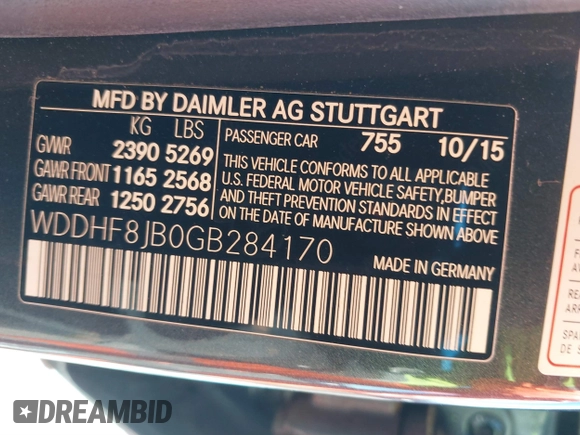 MFD BY DAIMLER AG STUTTGART
KG LBS
GVWR 2390 5269
GAWR FRONT 1165 2568
GAWR REAR 1250 2756
PASSENGER CAR 755 10/15
THIS VEHICLE CONFORMS TO ALL APPLICABLE
U.S. FEDERAL MOTOR VEHICLE SAFETY,BUMPER
AND THEFT PREVENTION STANDARDS IN EFFECT
ON THE DATE OF MANUFACTURE SHOWN ABOVE.
WDDHF8JB0GB284170
MADE IN GERMANY
DREAMBID